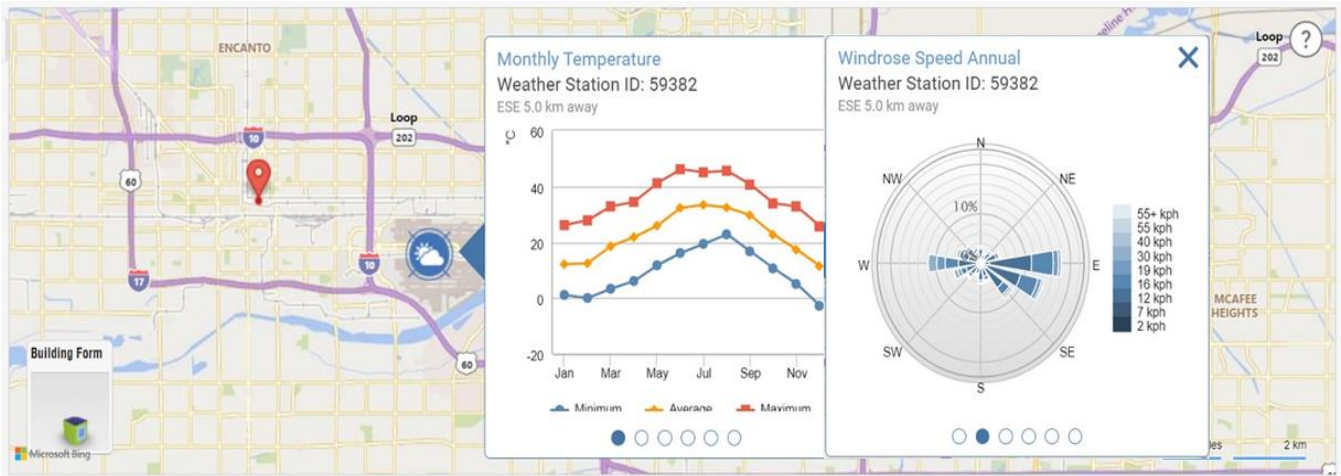 ENCANTO
Loop
202
10
60
10
17
60
Building Form
Microsoft Bing
Monthly Temperature
Weather Station ID: 59382
ESE 5.0 km away
°C
60
40
20
0
-20
Jan Mar May Jul Sep Nov
Minimum Average Maximum
Windrose Speed Annual
Weather Station ID: 59382
ESE 5.0 km away
N
NW NE
10%
W E
SW SE
S
55+ kph
55 kph
40 kph
30 kph
19 kph
16 kph
12 kph
7 kph
2 kph
Loop
202
?
MCAFEE
HEIGHTS
2 km